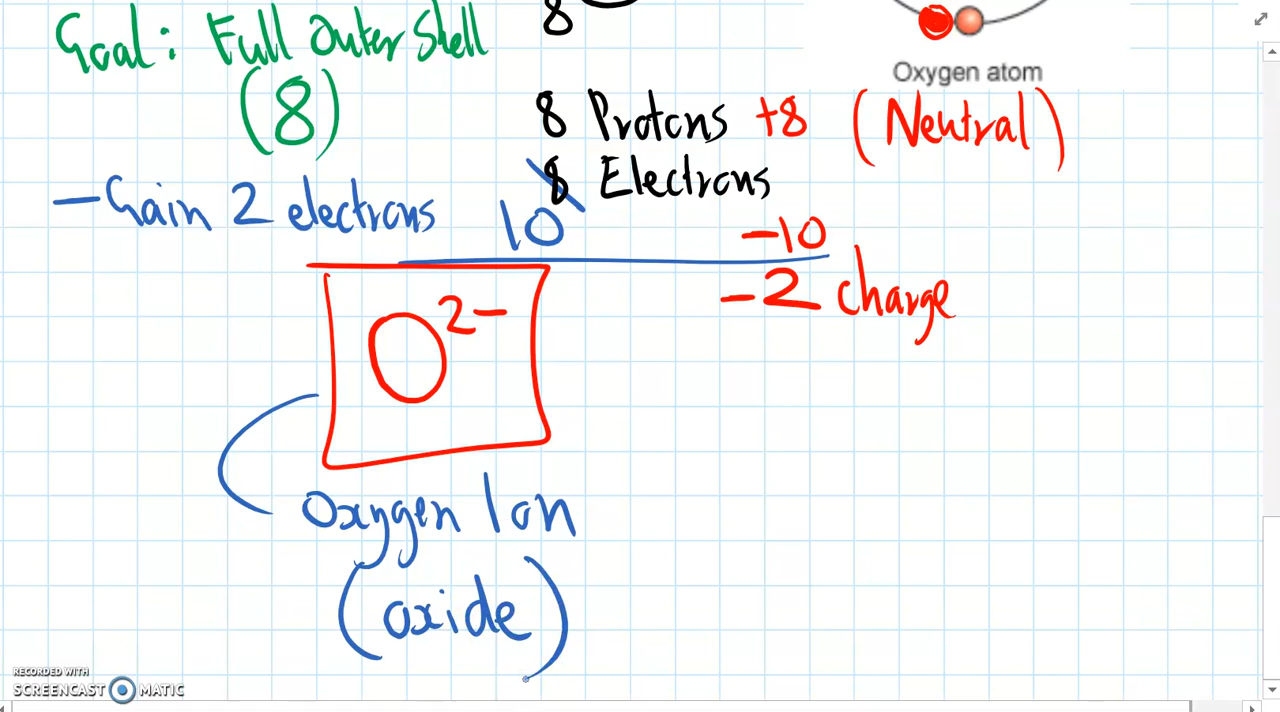 Goal: Full Outer Shell
(8)
8
Oxygen atom
8 Protons +8 (Neutral)
8 Electrons
- Gain 2 electrons 10
-10
-2 charge
O2-
Oxygen Ion
(oxide)
RECORDED WITH
SCREENCAST MATIC